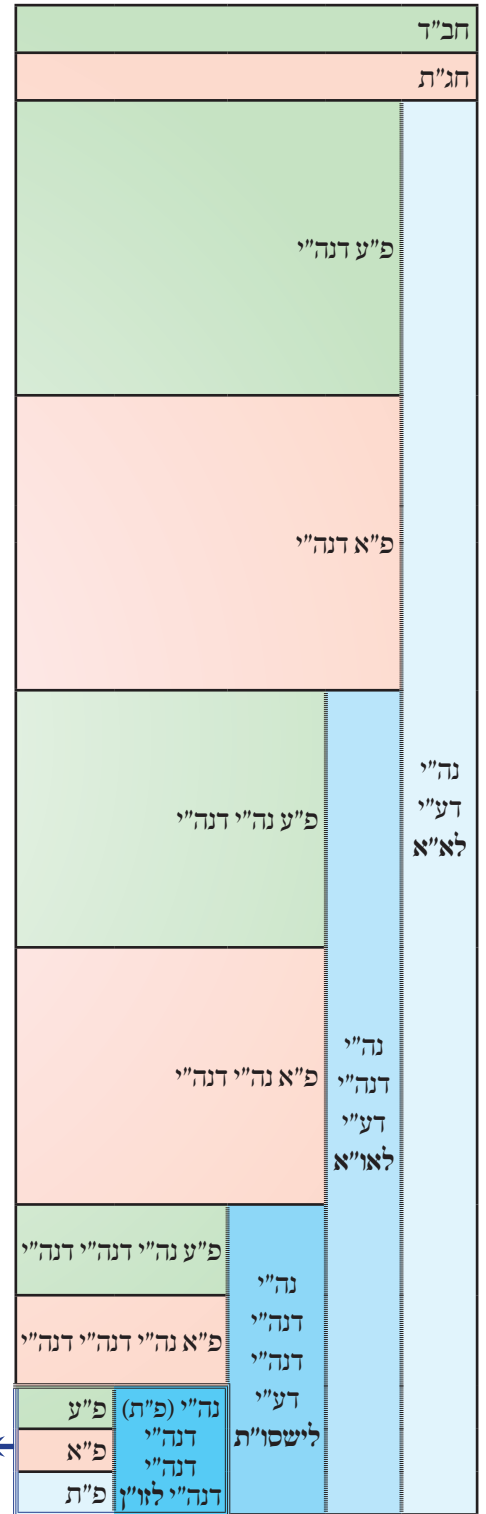 חב"ד
חג"ת
פ"ע דנה"י
פ"א דנה"י
נה"י
דע"י
לא"א
פ"ע נה"י דנה"י
פ"א נה"י דנה"י
נה"י
דנה"י
דע"י
לאו"א
פ"ע נה"י דנה"י דנה"י
פ"א נה"י דנה"י דנה"י
נה"י
דנה"י
דנה"י
דע"י
לישסו"ת
נה"י (פ"ת)
דנה"י
דנה"י
דנה"י לזו"ן
פ"ע
פ"א
פ"ת